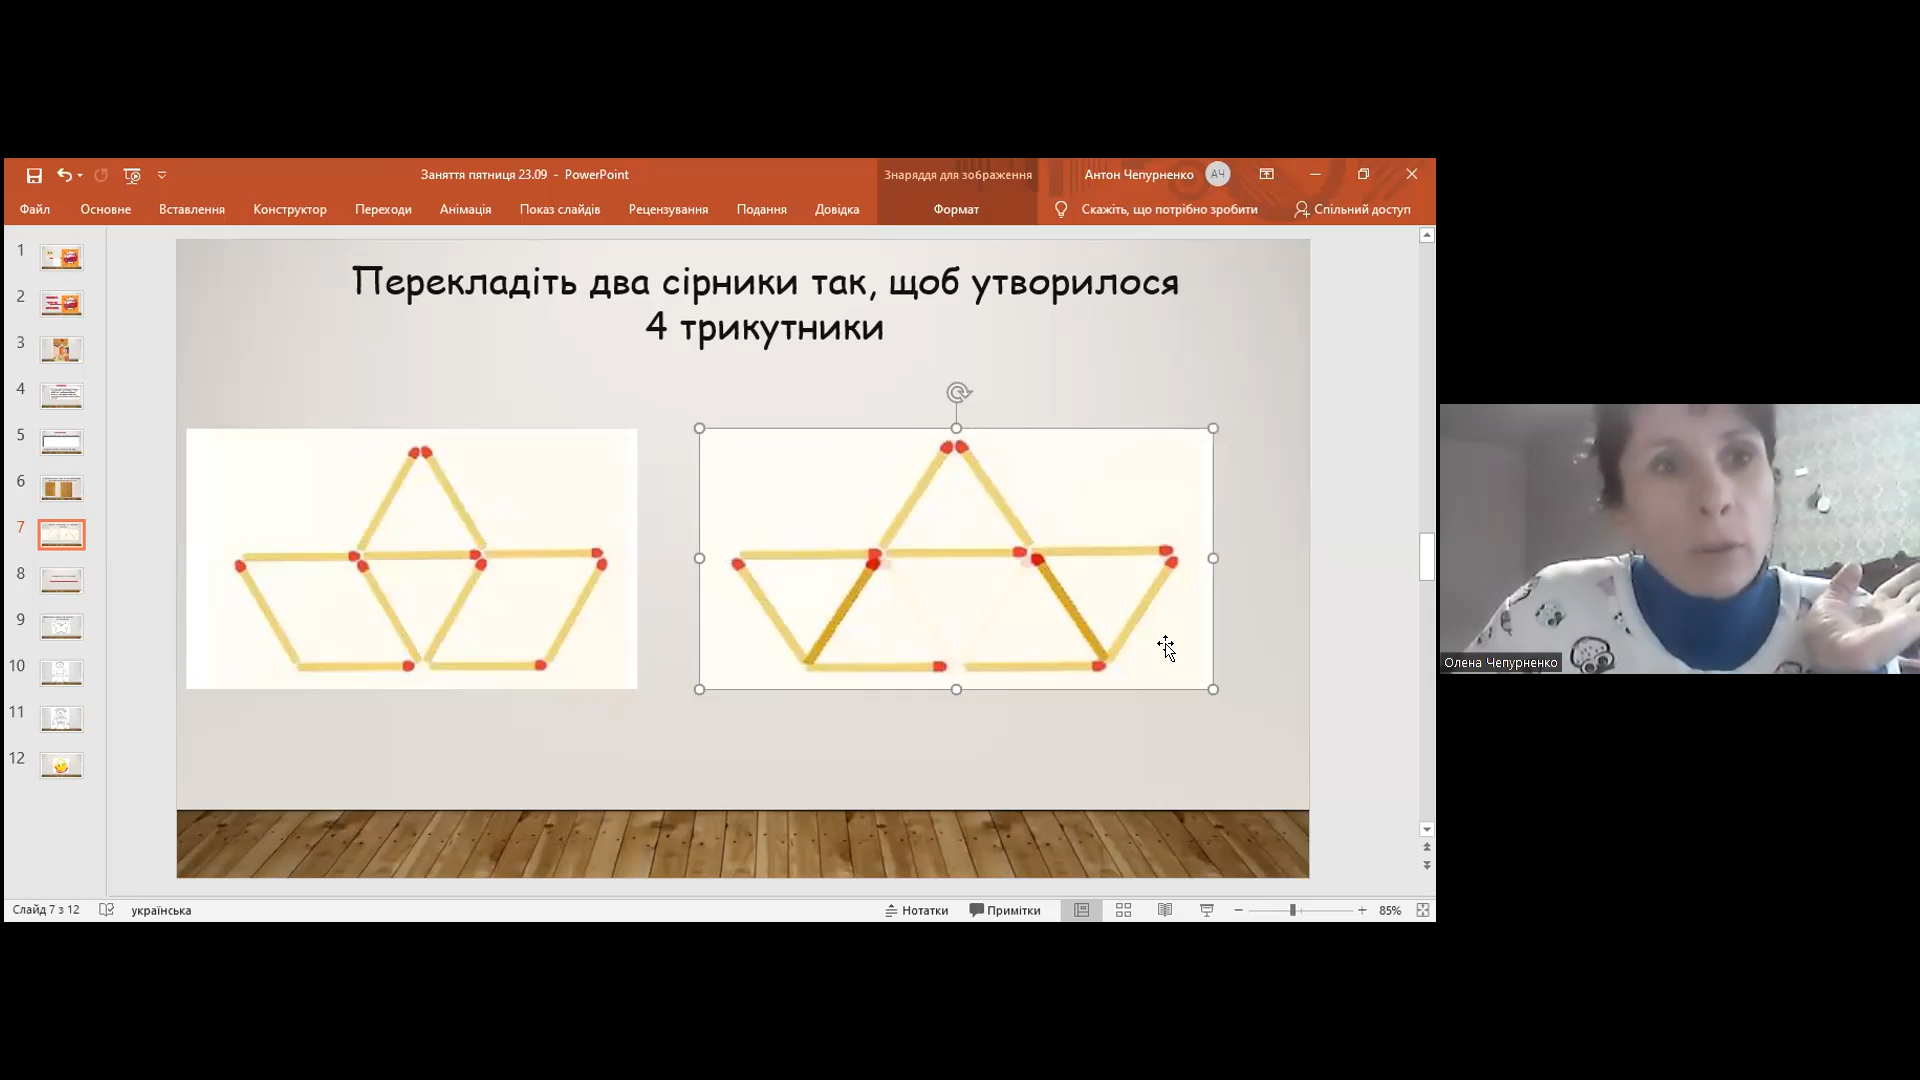 Заняття пятниця 23.09 - PowerPoint
Знаряддя для зображення
Антон Чепурненко
АЧ
Файл Основне Вставлення Конструктор Переходи Анімація Показ слайдів Рецензування Подання Довідка Формат Скажіть, що потрібно зробити Спільний доступ
1
2
3
4
5
6
7
8
9
10
11
12
Перекладіть два сірники так, щоб утворилося
4 трикутники
Олена Чепурненко
Слайд 7 з 12 українська Нотатки Примітки 85%